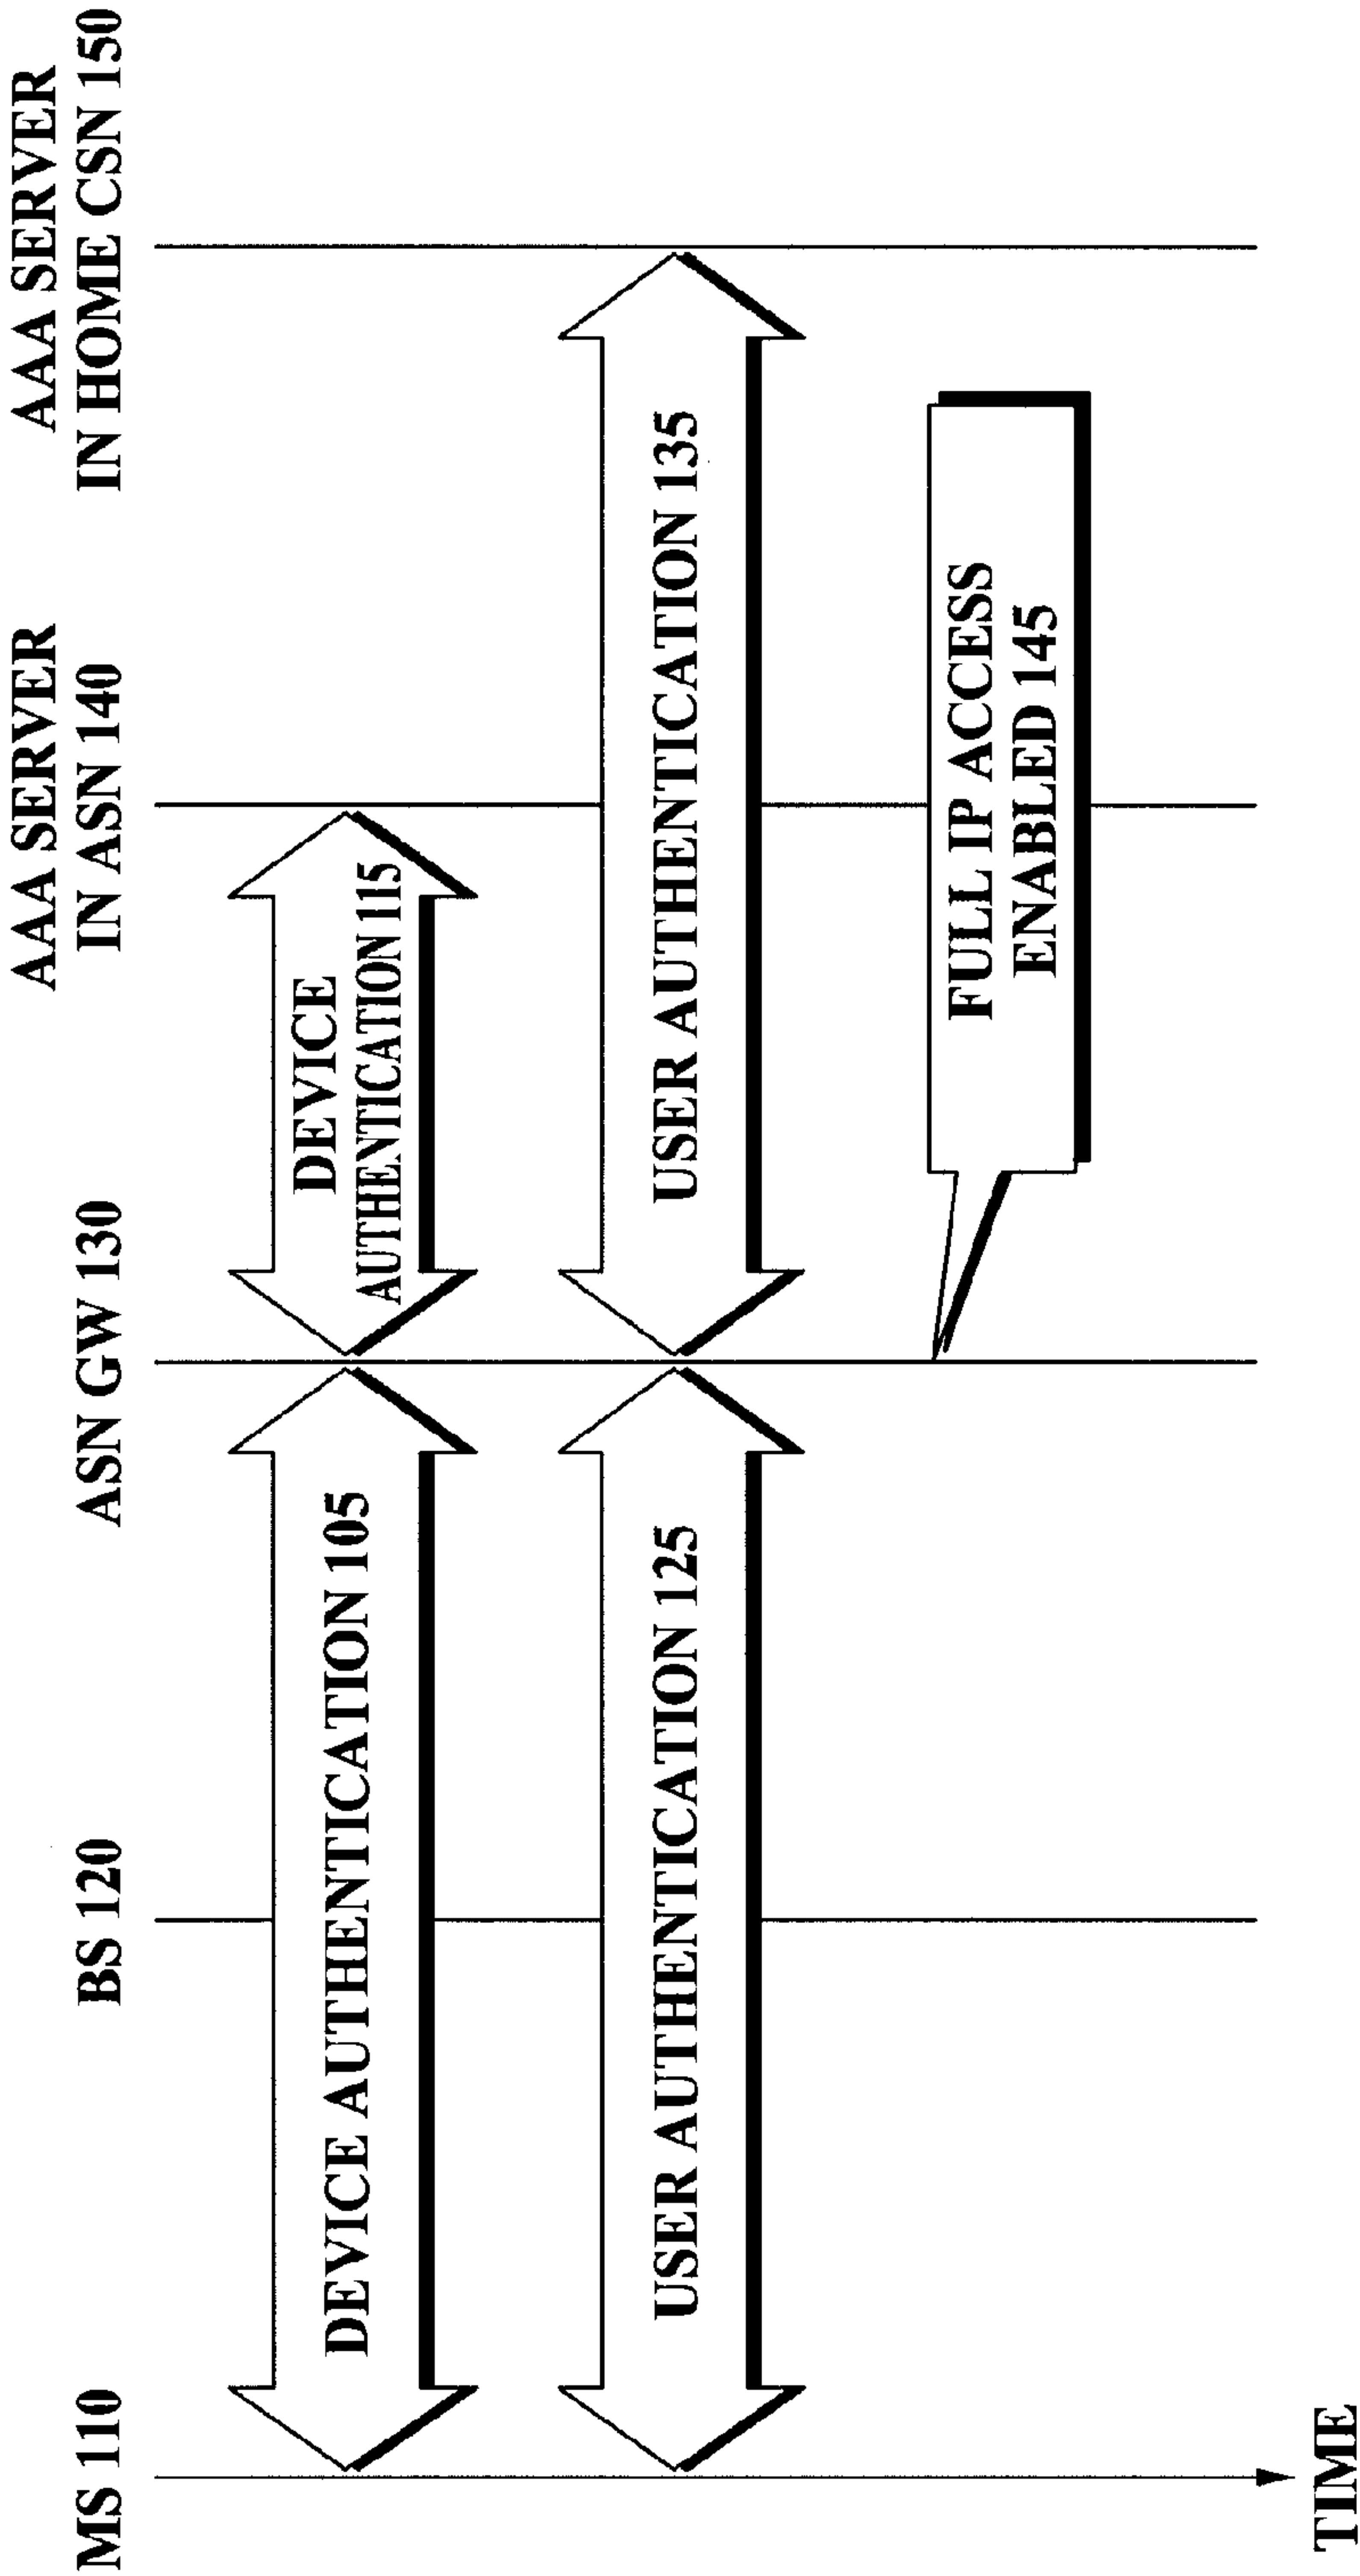 MS 110
BS 120
ASN GW 130
AAA SERVER
IN ASN 140
AAA SERVER
IN HOME CSN 150
DEVICE AUTHENTICATION 105
DEVICE
AUTHENTICATION 115
USER AUTHENTICATION 125
USER AUTHENTICATION 135
FULL IP ACCESS
ENABLED 145
TIME